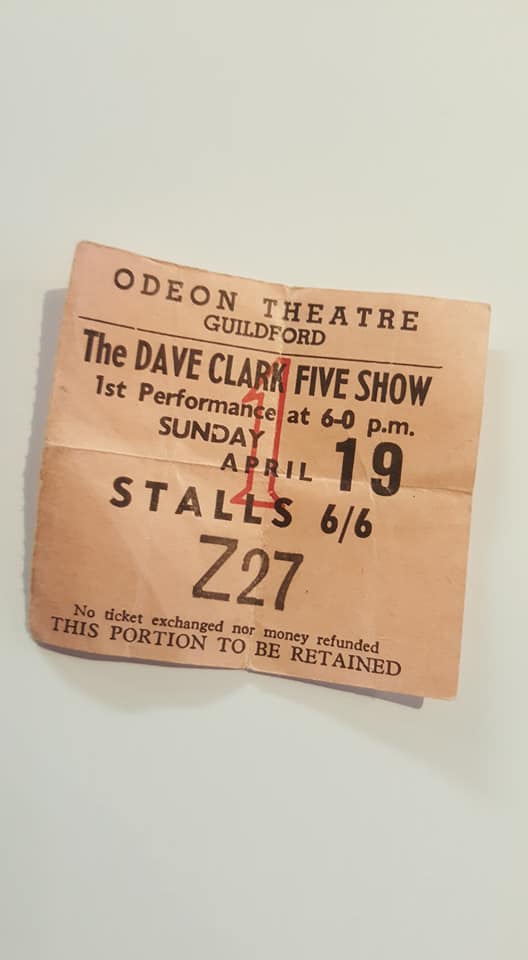 ODEON THEATRE
GUILDFORD
The DAVE CLARK FIVE SHOW
1st Performance at 6-0 p.m.
SUNDAY
APRIL 19
1
STALLS 6/6
Z27
No ticket exchanged nor money refunded
THIS PORTION TO BE RETAINED